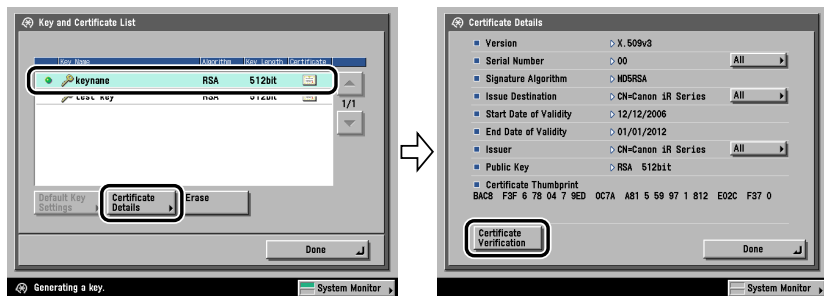 Key and Certificate List
Key Name Algorithm Key Length Certificate
keyname RSA 512bit
test key RSA 512bit
1/1
Default Key Settings
Certificate Details
Erase
Done
Generating a key.
System Monitor
Certificate Details
Version X.509v3
Serial Number 00 All
Signature Algorithm MD5RSA
Issue Destination CN=Canon iR Series All
Start Date of Validity 12/12/2006
End Date of Validity 01/01/2012
Issuer CN=Canon iR Series All
Public Key RSA 512bit
Certificate Thumbprint
BAC8 F3F 6 78 04 7 9ED 0C7A A81 5 59 97 1 812 E02C F37 0
Certificate Verification
Done
System Monitor